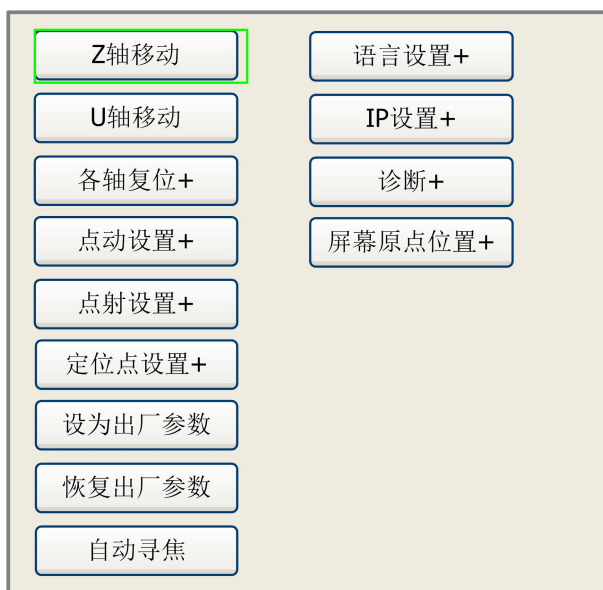 Z轴移动
U轴移动
各轴复位+
点动设置+
点射设置+
定位点设置+
设为出厂参数
恢复出厂参数
自动寻焦
语言设置+
IP设置+
诊断+
屏幕原点位置+